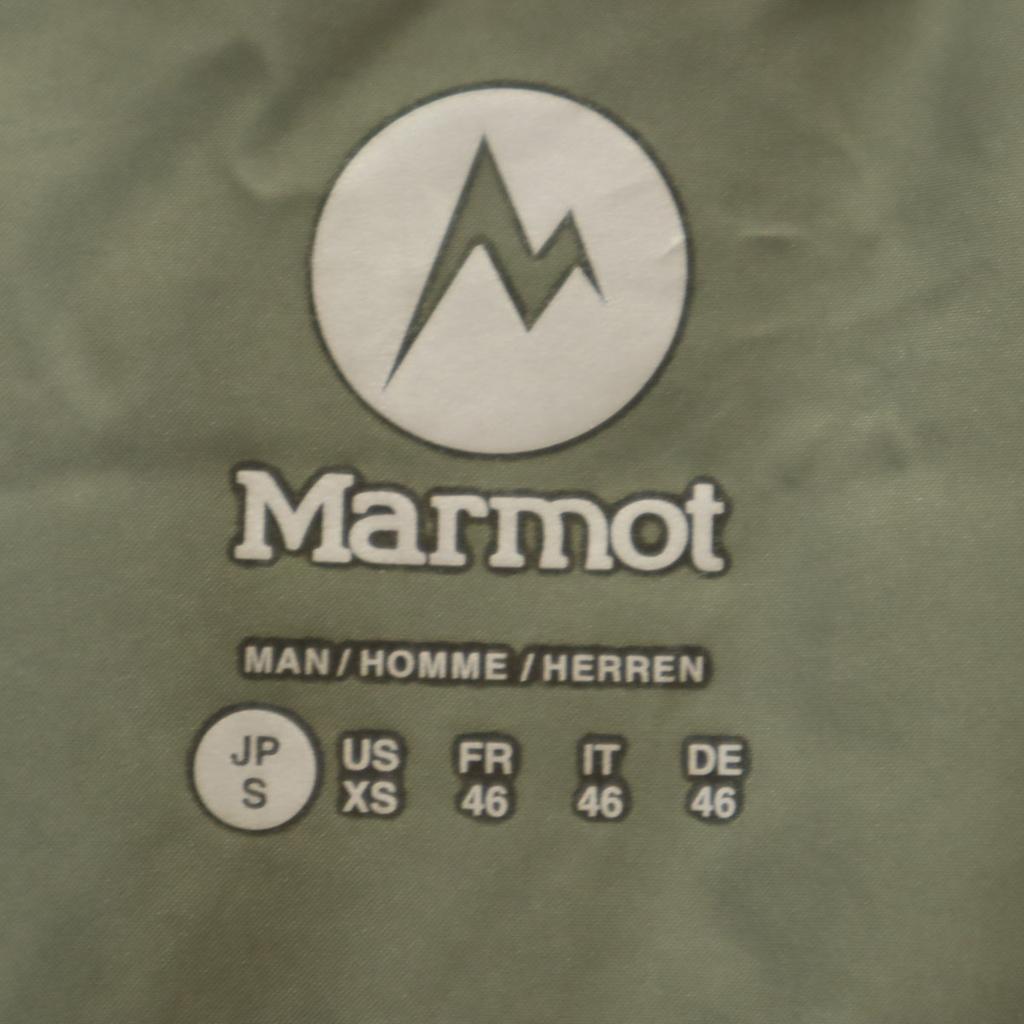 Marmot
MAN/HOMME/HERREN
JP US FR IT DE
S XS 46 46 46